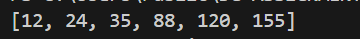 [12, 24, 35, 88, 120, 155]